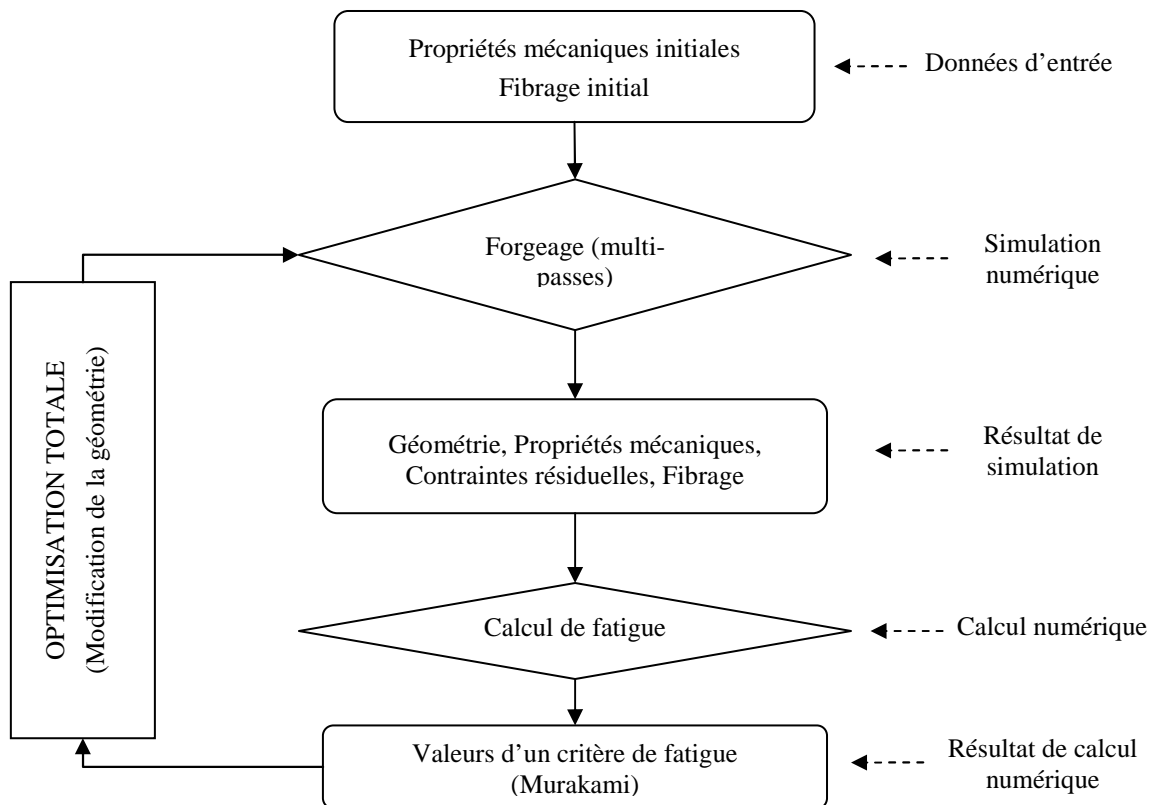 Propriétés mécaniques initiales
Fibrage initial
Données d’entrée
Forgeage (multi-
passes)
Simulation
numérique
OPTIMISATION TOTALE
(Modification de la géométrie)
Géométrie, Propriétés mécaniques,
Contraintes résiduelles, Fibrage
Résultat de
simulation
Calcul de fatigue
Calcul numérique
Valeurs d’un critère de fatigue
(Murakami)
Résultat de calcul
numérique